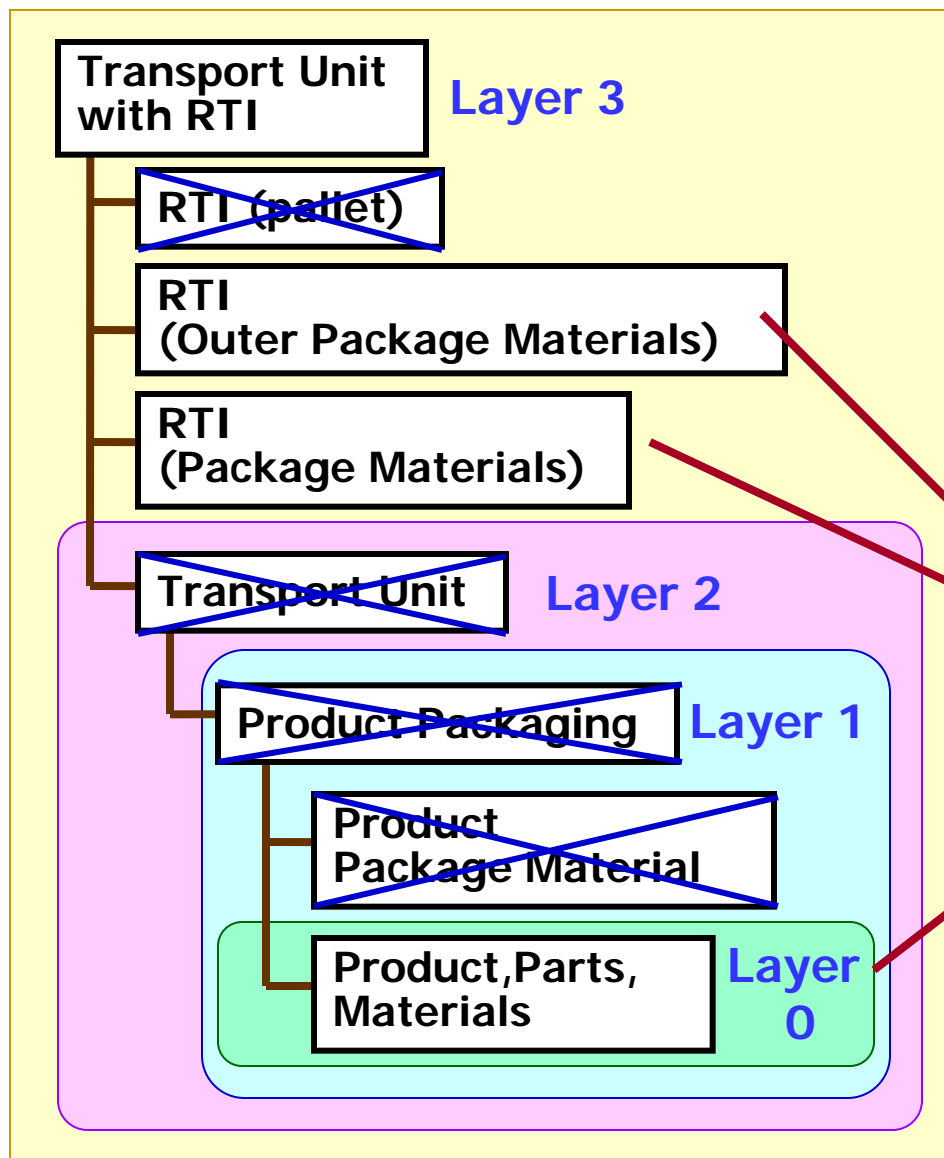 Transport Unit
with RTI
Layer 3
RTI (pallet)
RTI
(Outer Package Materials)
RTI
(Package Materials)
Transport Unit
Layer 2
Product Packaging
Layer 1
Product
Package Material
Product,Parts,
Materials
Layer
0